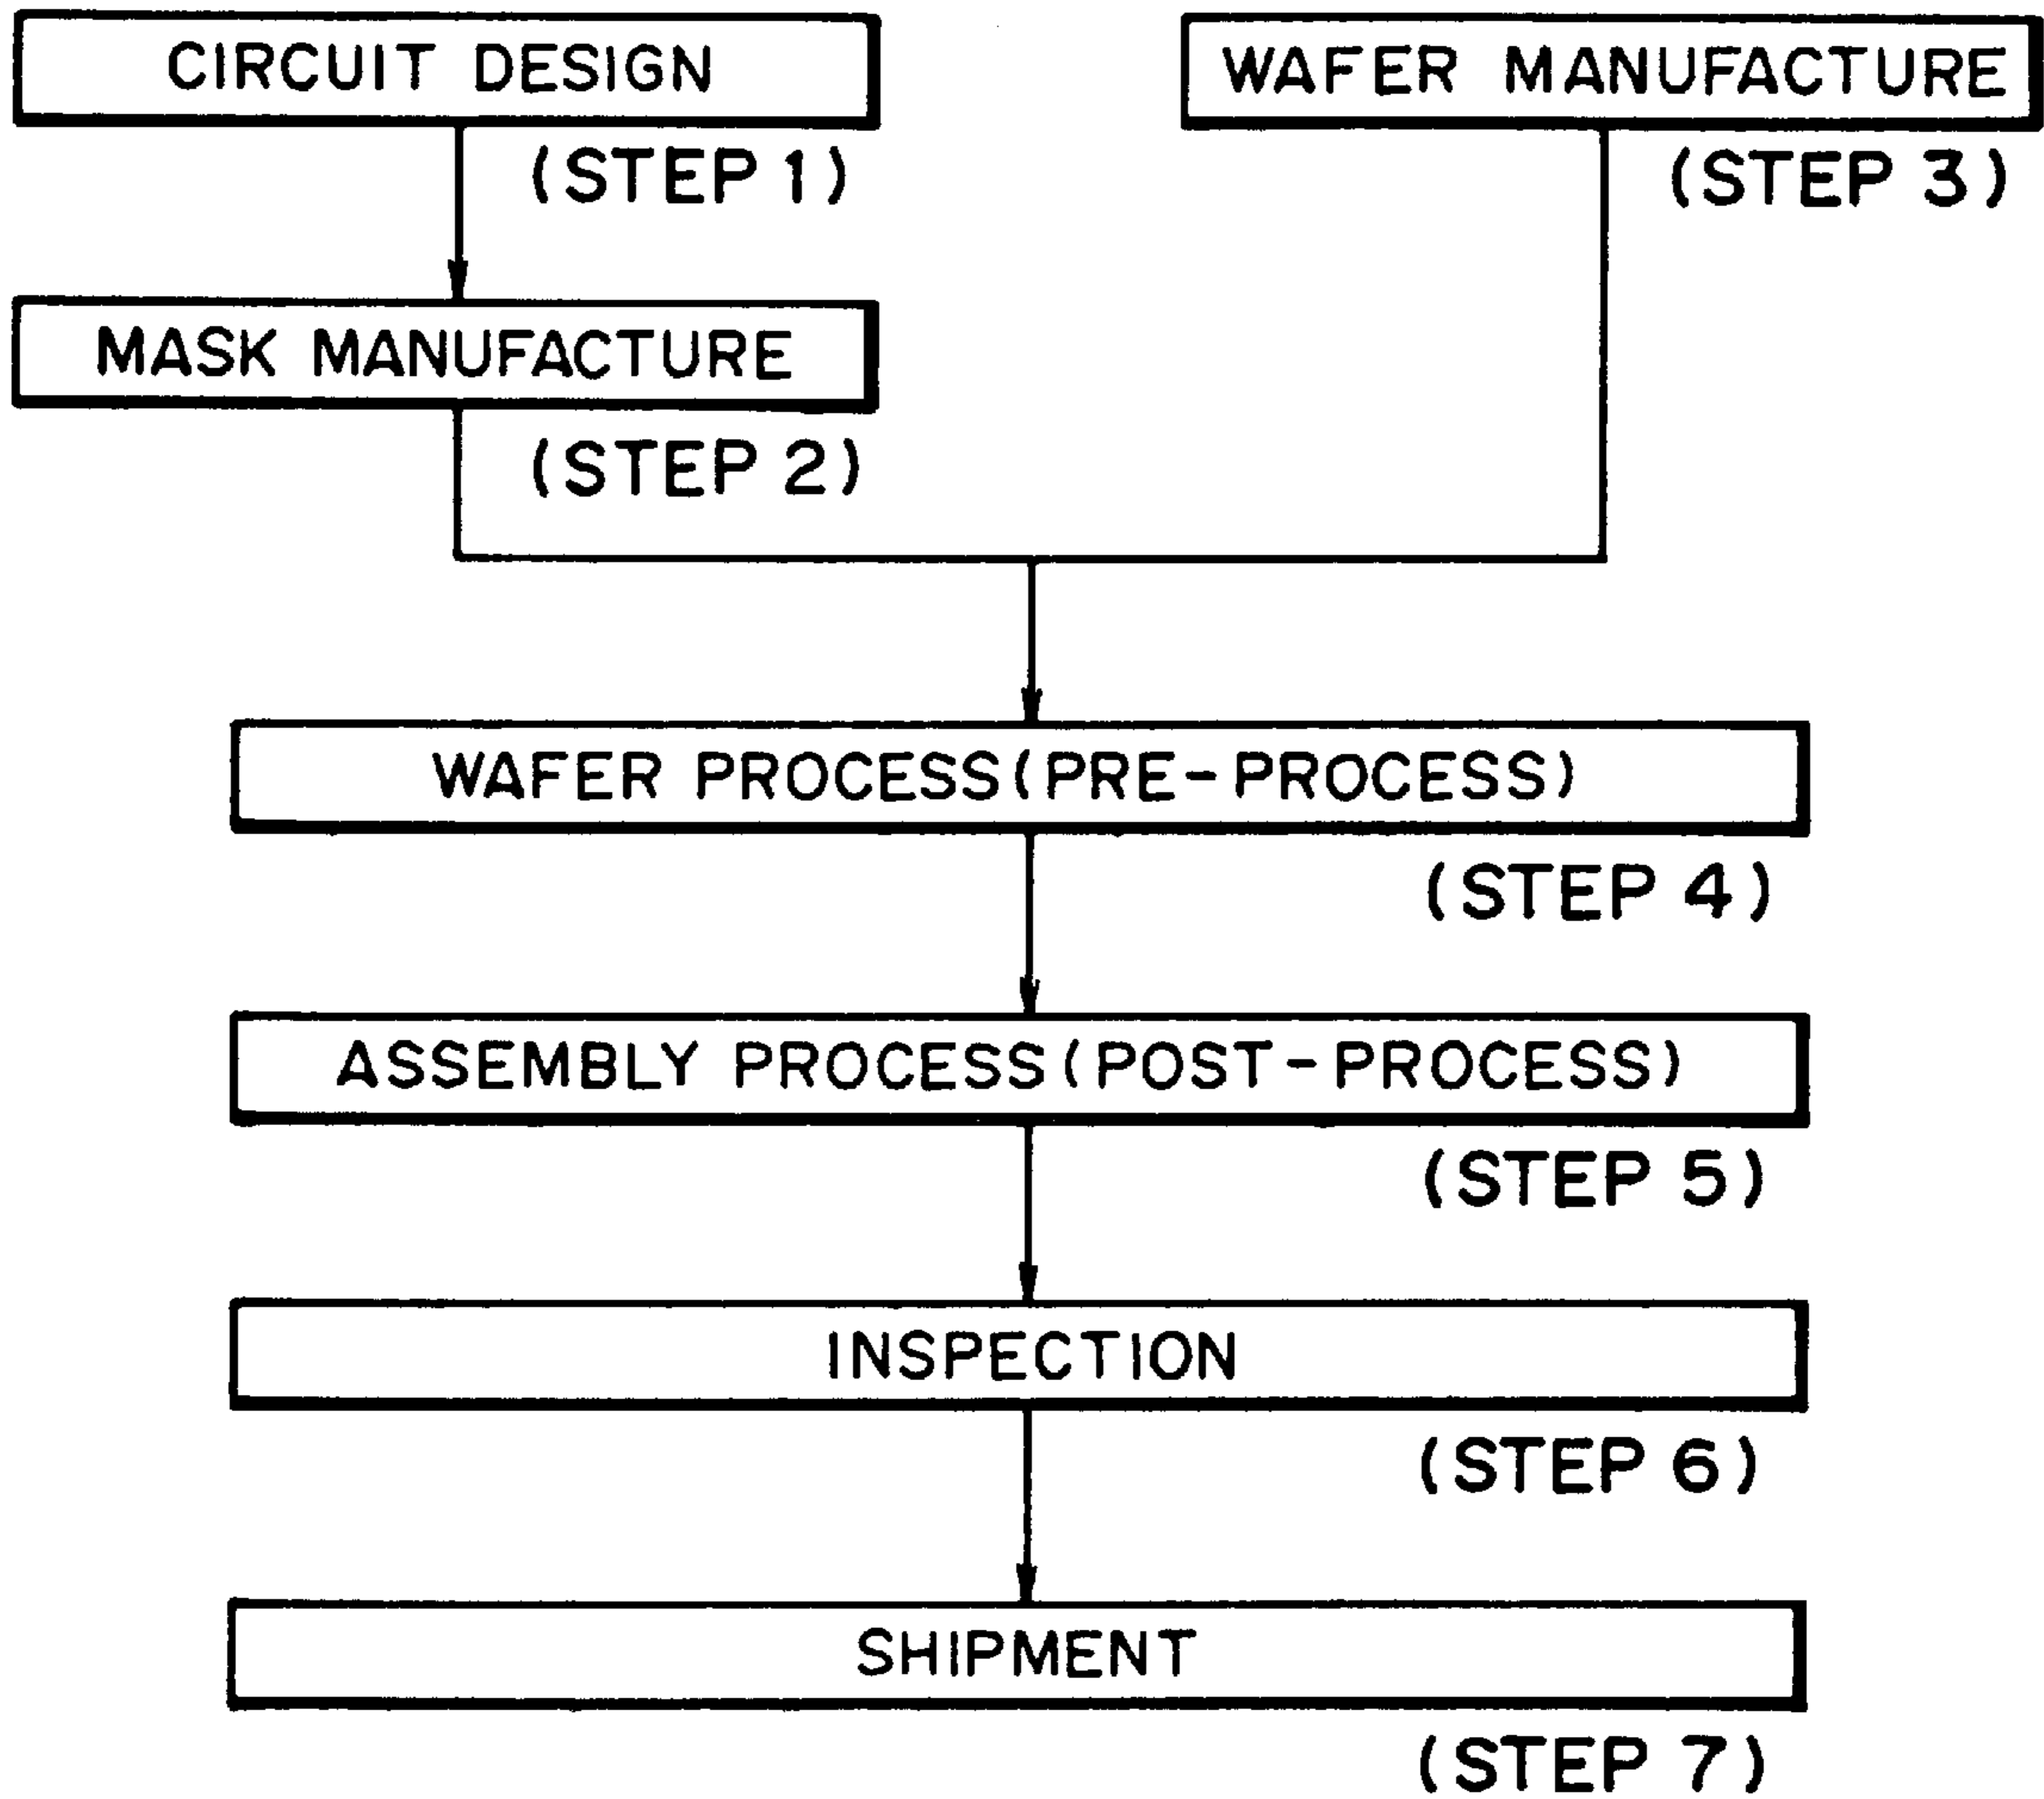 CIRCUIT DESIGN
(STEP 1)
WAFER MANUFACTURE
(STEP 3)
MASK MANUFACTURE
(STEP 2)
WAFER PROCESS(PRE-PROCESS)
(STEP 4)
ASSEMBLY PROCESS(POST-PROCESS)
(STEP 5)
INSPECTION
(STEP 6)
SHIPMENT
(STEP 7)